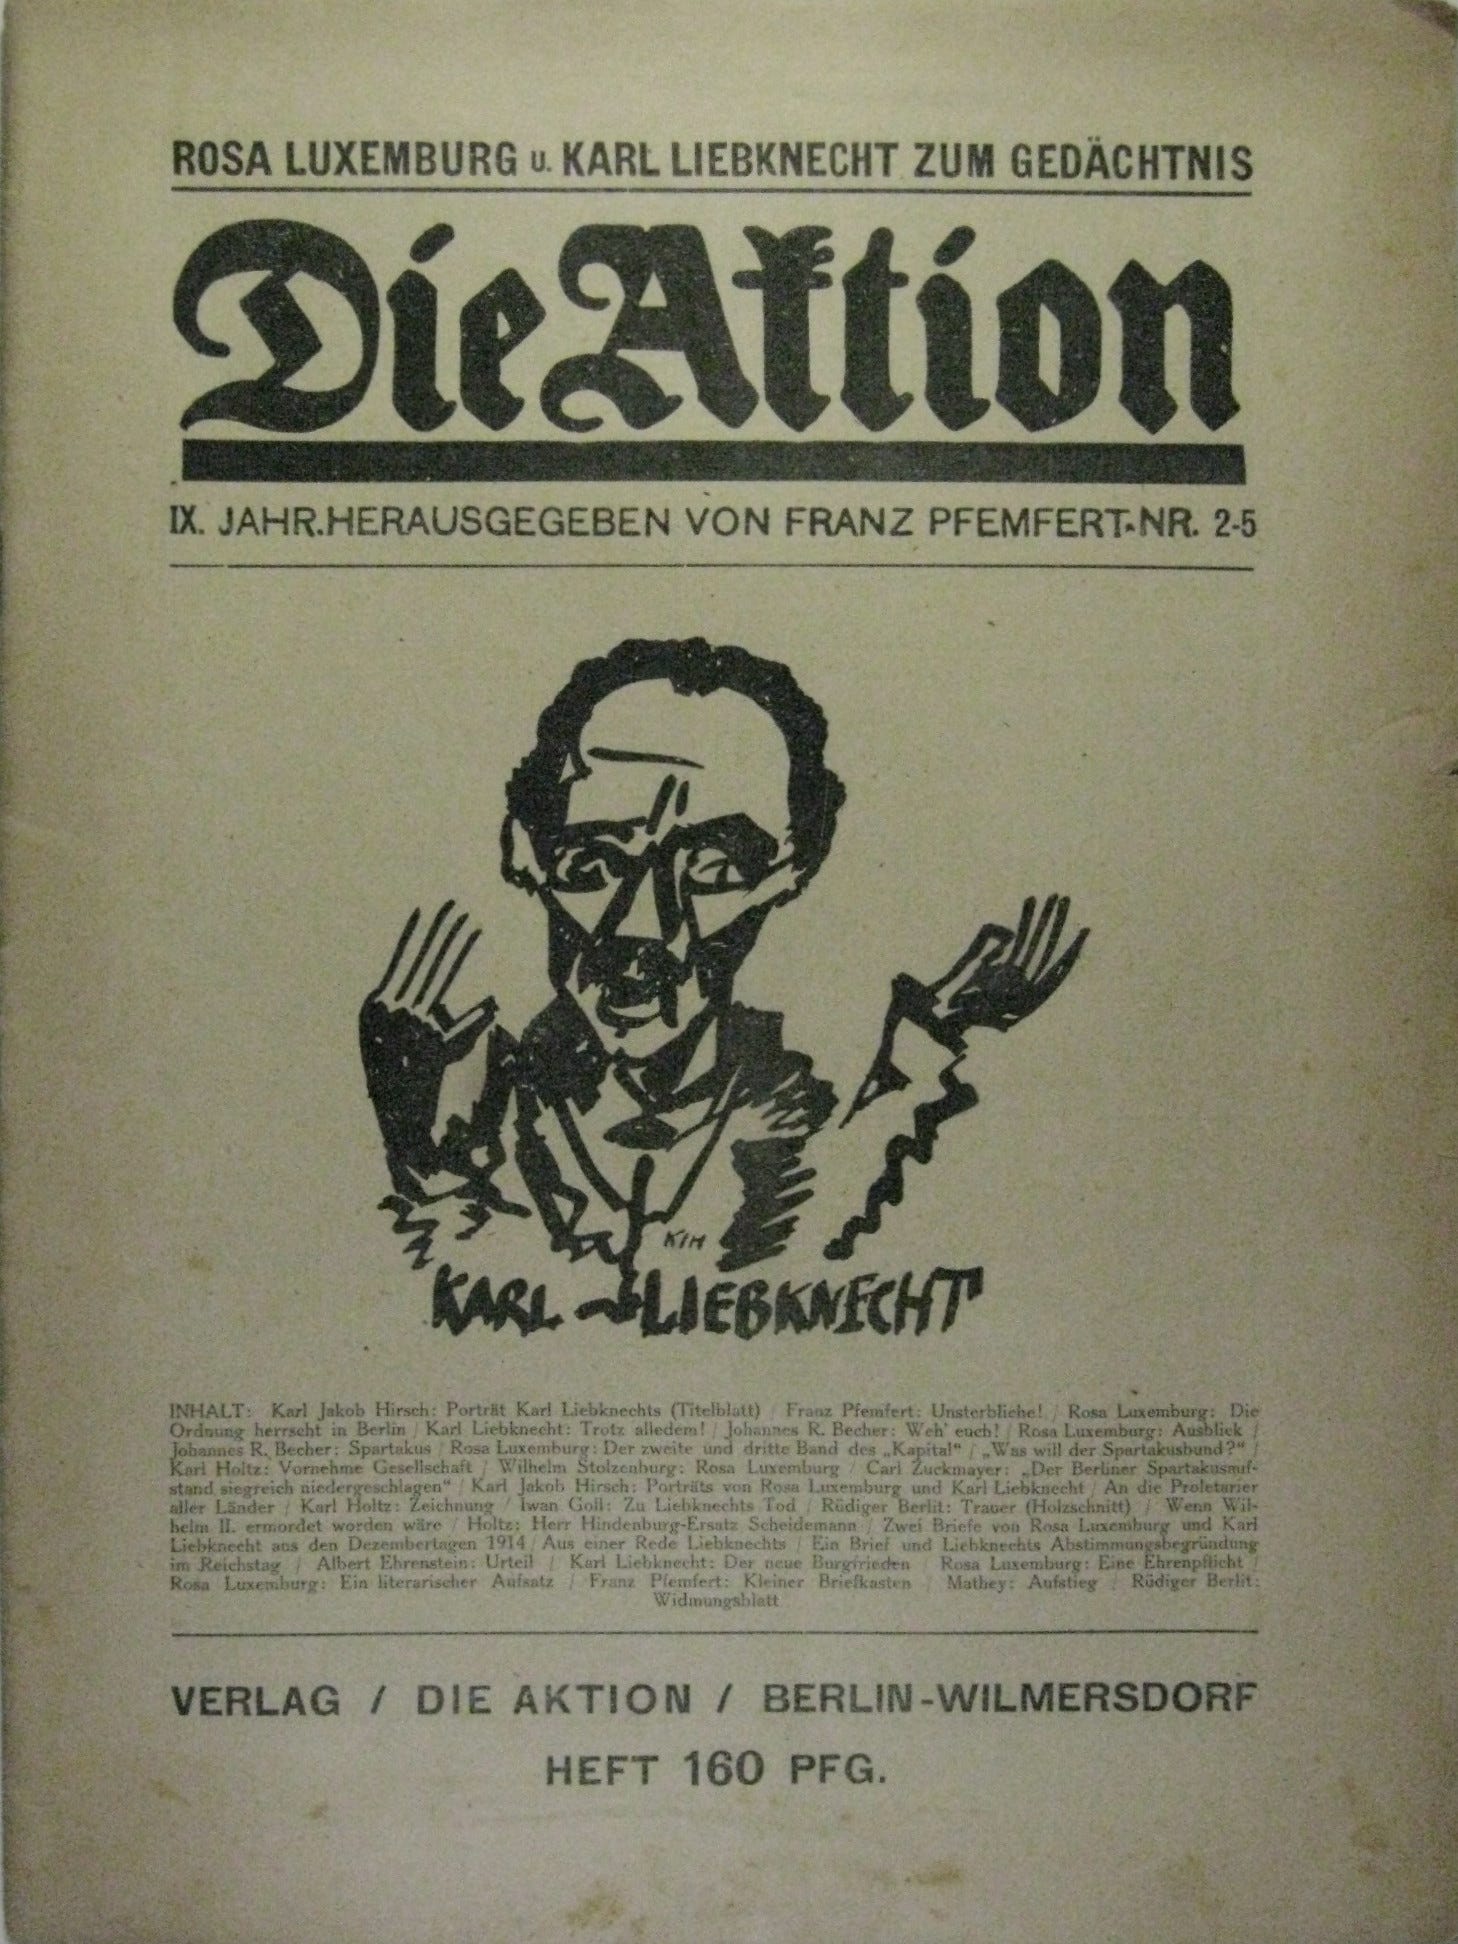 ROSA LUXEMBURG u. KARL LIEBKNECHT ZUM GEDÄCHTNIS
Die Aktion
IX. JAHR. HERAUSGEGEBEN VON FRANZ PFEMFERT · NR. 2-5
KJH
KARL LIEBKNECHT
INHALT: Karl Jakob Hirsch: Porträt Karl Liebknechts (Titelblatt) / Franz Pfemfert: Unsterbliche! / Rosa Luxemburg: Die
Ordnung herrscht in Berlin / Karl Liebknecht: Trotz alledem! / Johannes R. Becher: Weh' euch! / Rosa Luxemburg: Ausblick /
Johannes R. Becher: Spartakus / Rosa Luxemburg: Der zweite und dritte Band des „Kapital“ / „Was will der Spartakusbund?“ /
Karl Holtz: Vornehme Gesellschaft / Wilhelm Stolzenburg: Rosa Luxemburg / Carl Zuckmayer: „Der Berliner Spartakusauf-
stand siegreich niedergeschlagen“ / Karl Jakob Hirsch: Porträts von Rosa Luxemburg und Karl Liebknecht / An die Proletarier
aller Länder / Karl Holtz: Zeichnung / Iwan Goll: Zu Liebknechts Tod / Rüdiger Berlit: Trauer (Holzschnitt) / Wenn Wil-
helm II. ermordet worden wäre / Holtz: Herr Hindenburg-Ersatz Scheidemann / Zwei Briefe von Rosa Luxemburg und Karl
Liebknecht aus den Dezembertagen 1914 / Aus einer Rede Liebknechts / Ein Brief und Liebknechts Abstimmungsbegründung
im Reichstag / Albert Ehrenstein: Urteil / Karl Liebknecht: Der neue Burgfrieden / Rosa Luxemburg: Eine Ehrenpflicht /
Rosa Luxemburg: Ein literarischer Aufsatz / Franz Pfemfert: Kleiner Briefkasten / Mathey: Aufstieg / Rüdiger Berlit:
Widmungsblatt
VERLAG / DIE AKTION / BERLIN-WILMERSDORF
HEFT 160 PFG.